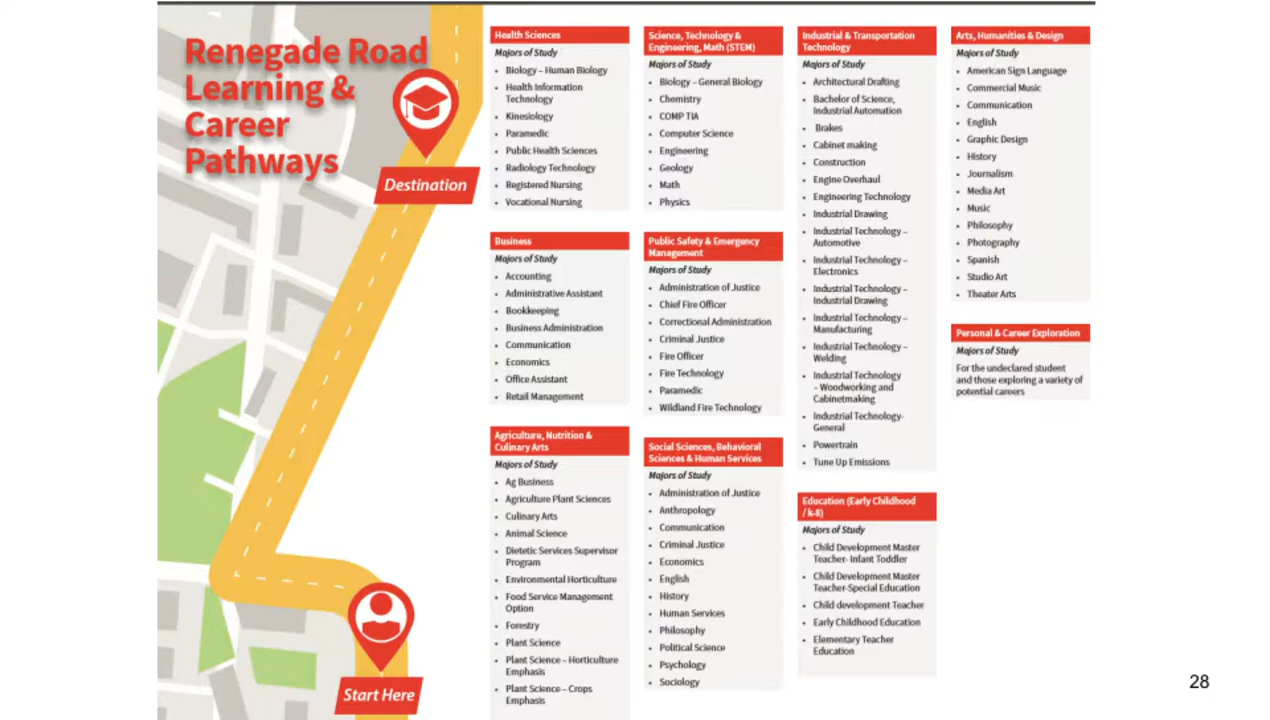 Renegade Road
Learning &
Career
Pathways
Destination
Start Here
Health Sciences
Majors of Study
• Biology – Human Biology
• Health Information
Technology
• Kinesiology
• Paramedic
• Public Health Sciences
• Radiology Technology
• Registered Nursing
• Vocational Nursing
Business
Majors of Study
• Accounting
• Administrative Assistant
• Bookkeeping
• Business Administration
• Communication
• Economics
• Office Assistant
• Retail Management
Agriculture, Nutrition &
Culinary Arts
Majors of Study
• Ag Business
• Agriculture Plant Sciences
• Culinary Arts
• Animal Science
• Dietetic Services Supervisor
Program
• Environmental Horticulture
• Food Service Management
Option
• Forestry
• Plant Science
• Plant Science – Horticulture
Emphasis
• Plant Science – Crops
Emphasis
Science, Technology &
Engineering, Math (STEM)
Majors of Study
• Biology – General Biology
• Chemistry
• COMP TIA
• Computer Science
• Engineering
• Geology
• Math
• Physics
Public Safety & Emergency
Management
Majors of Study
• Administration of Justice
• Chief Fire Officer
• Correctional Administration
• Criminal Justice
• Fire Officer
• Fire Technology
• Paramedic
• Wildland Fire Technology
Social Sciences, Behavioral
Sciences & Human Services
Majors of Study
• Administration of Justice
• Anthropology
• Communication
• Criminal Justice
• Economics
• English
• History
• Human Services
• Philosophy
• Political Science
• Psychology
• Sociology
Industrial & Transportation
Technology
Majors of Study
• Architectural Drafting
• Bachelor of Science,
Industrial Automation
• Brakes
• Cabinet making
• Construction
• Engine Overhaul
• Engineering Technology
• Industrial Drawing
• Industrial Technology –
Automotive
• Industrial Technology –
Electronics
• Industrial Technology –
Industrial Drawing
• Industrial Technology –
Manufacturing
• Industrial Technology –
Welding
• Industrial Technology
– Woodworking and
Cabinetmaking
• Industrial Technology-
General
• Powertrain
• Tune Up Emissions
Education (Early Childhood
/ k-8)
Majors of Study
• Child Development Master
Teacher- Infant Toddler
• Child Development Master
Teacher-Special Education
• Child development Teacher
• Early Childhood Education
• Elementary Teacher
Education
Arts, Humanities & Design
Majors of Study
• American Sign Language
• Commercial Music
• Communication
• English
• Graphic Design
• History
• Journalism
• Media Art
• Music
• Philosophy
• Photography
• Spanish
• Studio Art
• Theater Arts
Personal & Career Exploration
Majors of Study
For the undeclared student
and those exploring a variety of
potential careers
28